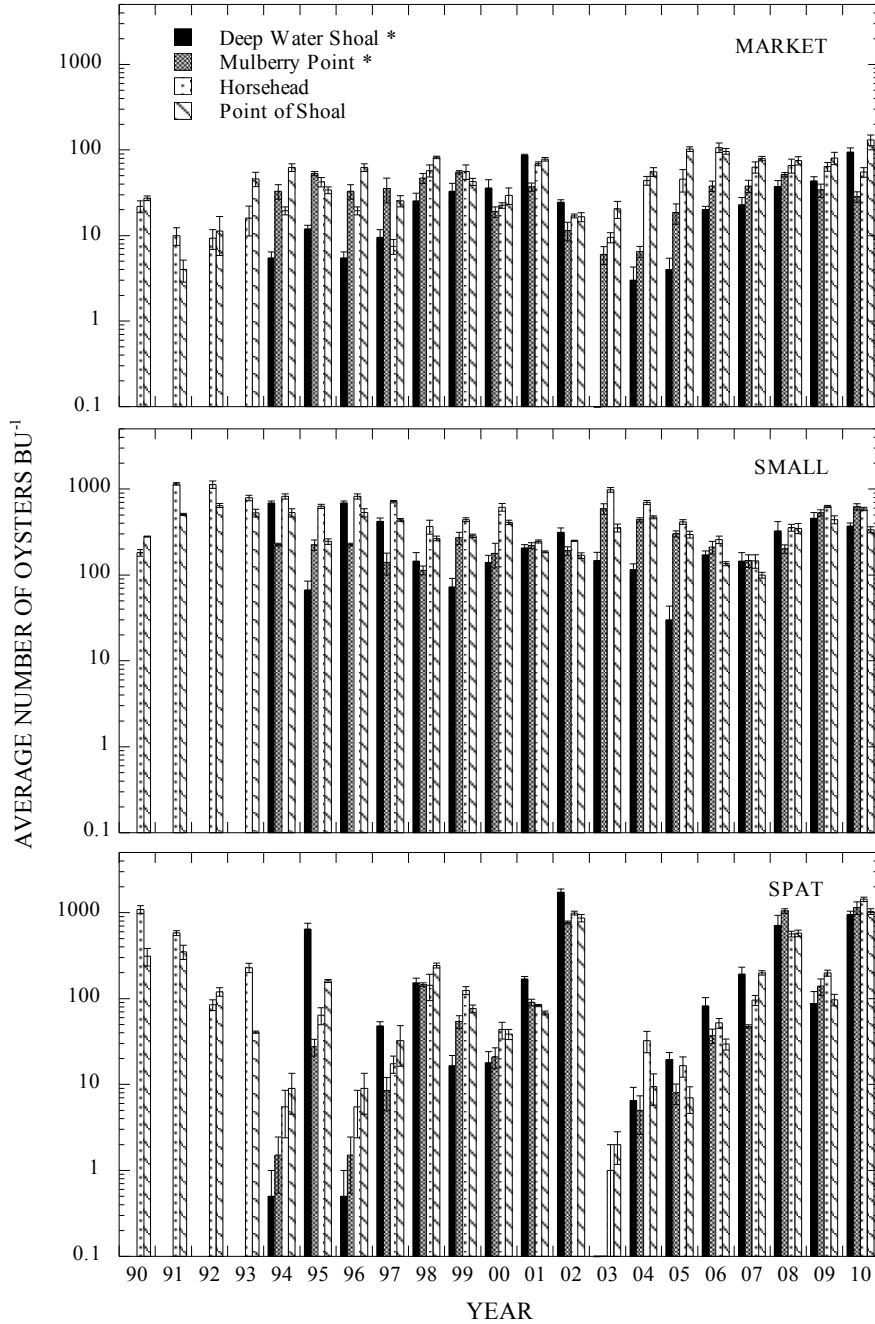 Deep Water Shoal *
Mulberry Point *
Horsehead
Point of Shoal
MARKET
1000
100
10
1
0.1
SMALL
1000
100
10
1
0.1
SPAT
1000
100
10
1
0.1
AVERAGE NUMBER OF OYSTERS BU⁻¹
90 91 92 93 94 95 96 97 98 99 00 01 02 03 04 05 06 07 08 09 10
YEAR